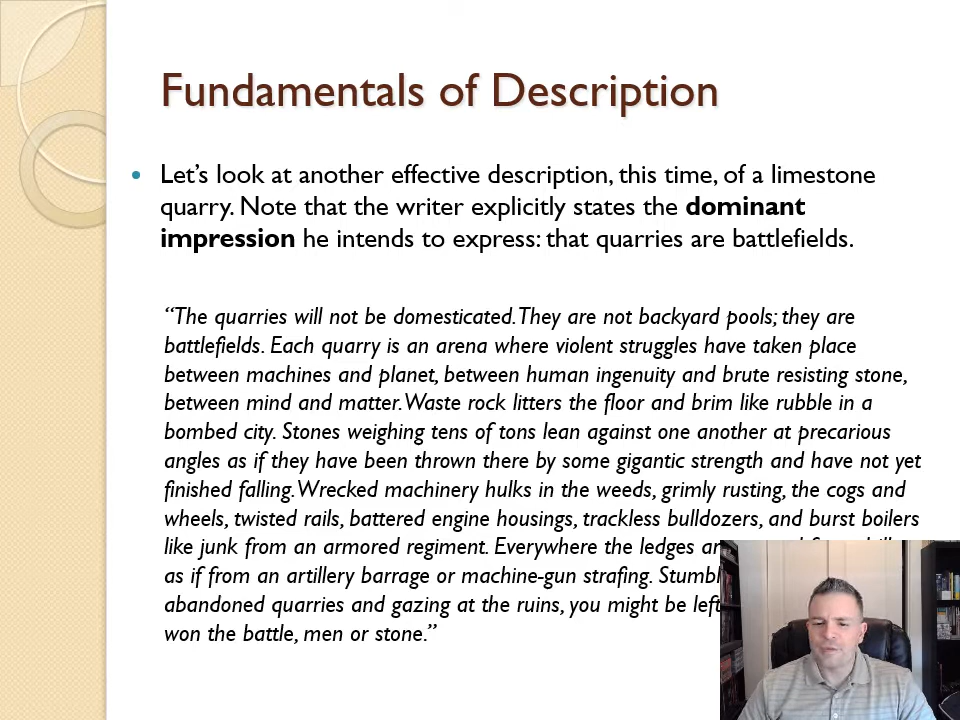 Fundamentals of Description
Let’s look at another effective description, this time, of a limestone
quarry. Note that the writer explicitly states the dominant
impression he intends to express: that quarries are battlefields.
“The quarries will not be domesticated. They are not backyard pools; they are
battlefields. Each quarry is an arena where violent struggles have taken place
between machines and planet, between human ingenuity and brute resisting stone,
between mind and matter. Waste rock litters the floor and brim like rubble in a
bombed city. Stones weighing tens of tons lean against one another at precarious
angles as if they have been thrown there by some gigantic strength and have not yet
finished falling. Wrecked machinery hulks in the weeds, grimly rusting, the cogs and
wheels, twisted rails, battered engine housings, trackless bulldozers, and burst boilers
like junk from an armored regiment. Everywhere the ledges
as if from an artillery barrage or machine-gun strafing.
abandoned quarries and gazing at the ruins, you might be left
won the battle, men or stone.”